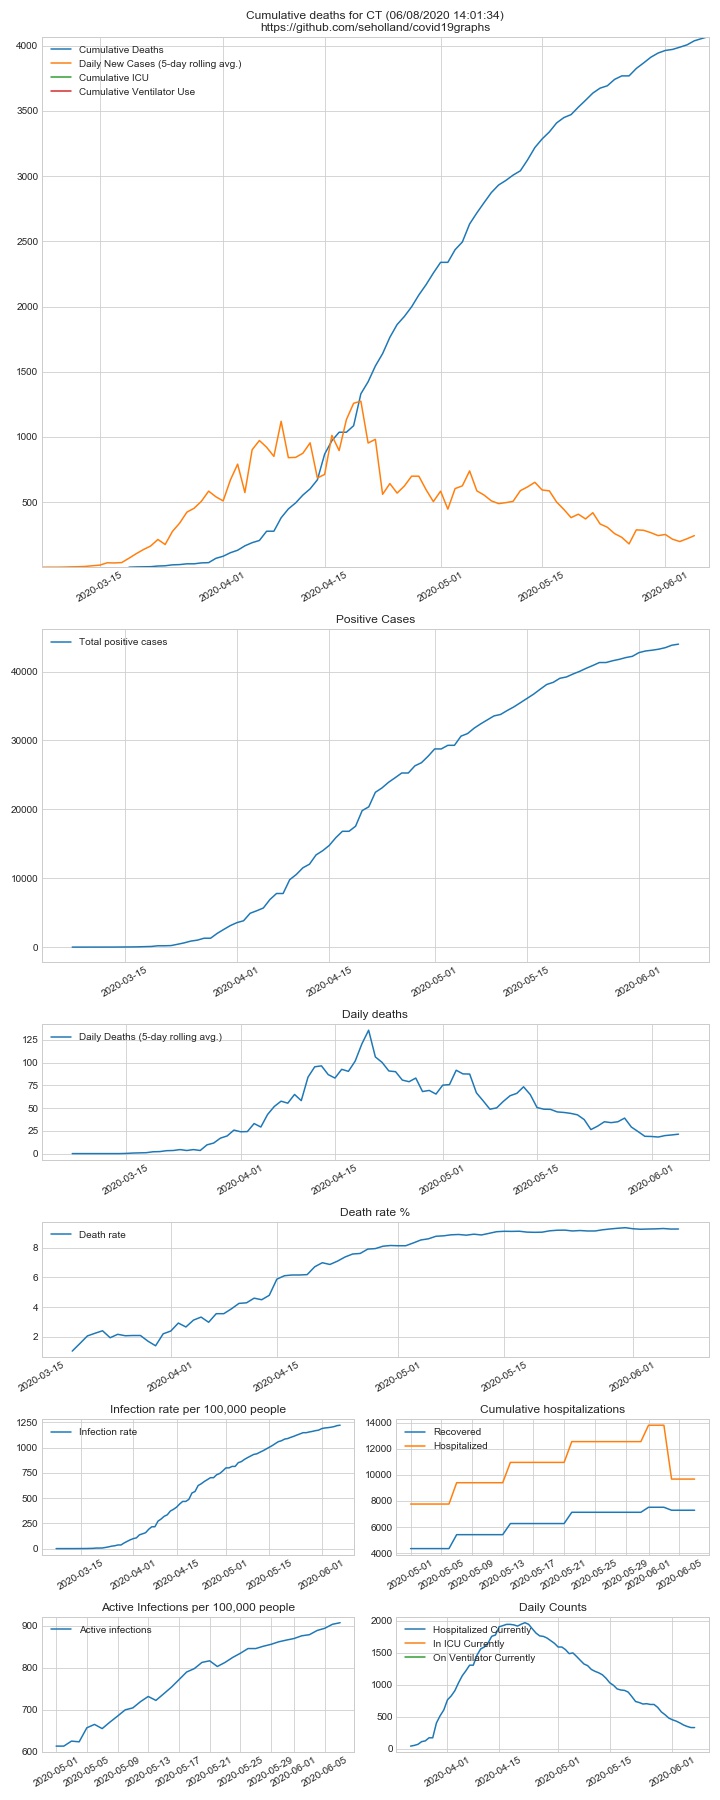 Cumulative deaths for CT (06/08/2020 14:01:34)
https://github.com/seholland/covid19graphs
Cumulative Deaths
Daily New Cases (5-day rolling avg.)
Cumulative ICU
Cumulative Ventilator Use
4000
3500
3000
2500
2000
1500
1000
500
2020-03-15 2020-04-01 2020-04-15 2020-05-01 2020-05-15 2020-06-01
Positive Cases
Total positive cases
40000
30000
20000
10000
0
2020-03-15 2020-04-01 2020-04-15 2020-05-01 2020-05-15 2020-06-01
Daily deaths
Daily Deaths (5-day rolling avg.)
125
100
75
50
25
0
2020-03-15 2020-04-01 2020-04-15 2020-05-01 2020-05-15 2020-06-01
Death rate %
Death rate
8
6
4
2
2020-03-15 2020-04-01 2020-04-15 2020-05-01 2020-05-15 2020-06-01
Infection rate per 100,000 people
Infection rate
1250
1000
750
500
250
0
2020-03-15 2020-04-01 2020-04-15 2020-05-01 2020-05-15 2020-06-01
Cumulative hospitalizations
Recovered
Hospitalized
14000
12000
10000
8000
6000
4000
2020-05-01 2020-05-05 2020-05-09 2020-05-13 2020-05-17 2020-05-21 2020-05-25 2020-05-29 2020-06-01 2020-06-05
Active Infections per 100,000 people
Active infections
900
800
700
600
2020-05-01 2020-05-05 2020-05-09 2020-05-13 2020-05-17 2020-05-21 2020-05-25 2020-05-29 2020-06-01 2020-06-05
Daily Counts
Hospitalized Currently
In ICU Currently
On Ventilator Currently
2000
1500
1000
500
0
2020-04-01 2020-04-15 2020-05-01 2020-05-15 2020-06-01